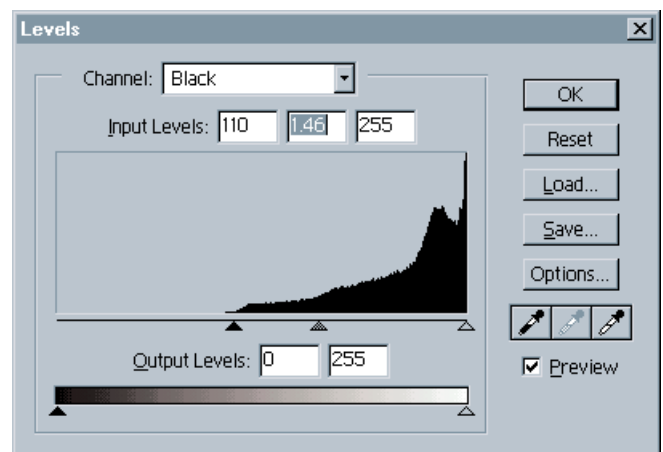 Levels
Channel: Black
OK
Input Levels: 110 1.46 255
Reset
Load...
Save...
Options...
Output Levels: 0 255
Preview